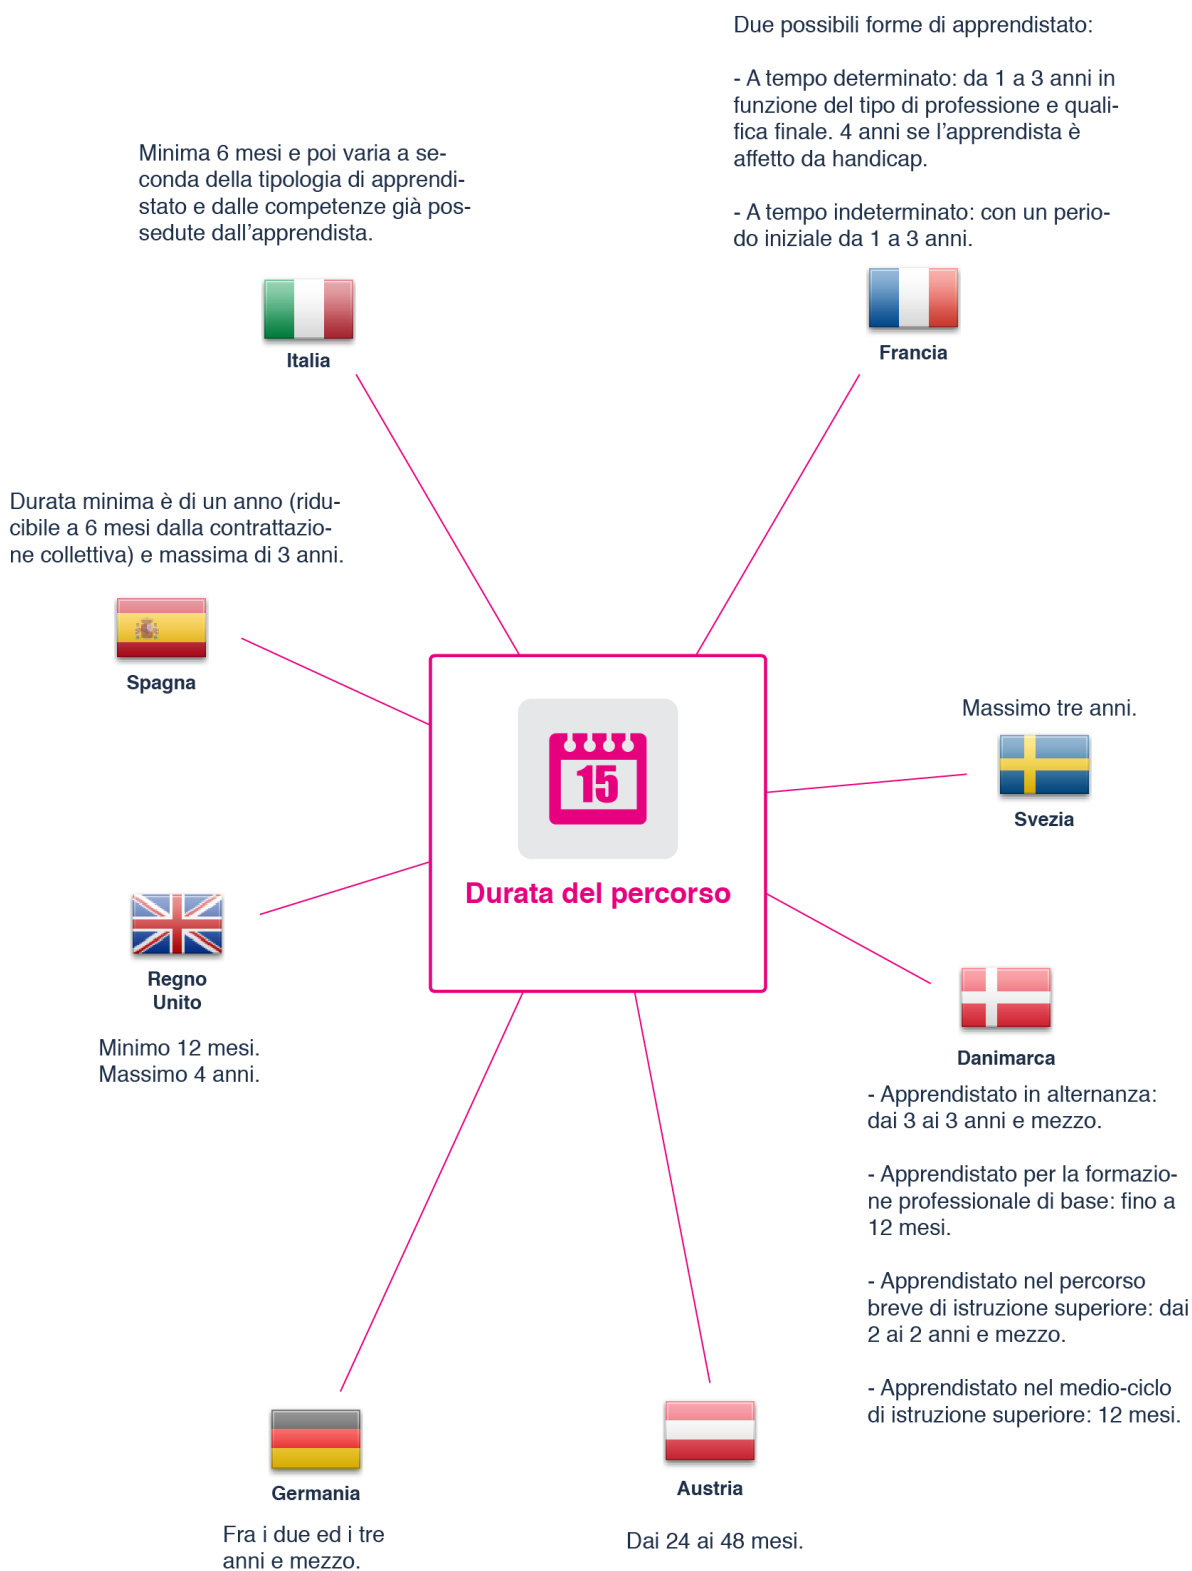 Due possibili forme di apprendistato:
- A tempo determinato: da 1 a 3 anni in
funzione del tipo di professione e quali-
fica finale. 4 anni se l'apprendista è
affetto da handicap.
- A tempo indeterminato: con un perio-
do iniziale da 1 a 3 anni.
Francia
Minima 6 mesi e poi varia a se-
conda della tipologia di apprendi-
stato e dalle competenze già pos-
sedute dall'apprendista.
Italia
Durata minima è di un anno (ridu-
cibile a 6 mesi dalla contrattazio-
ne collettiva) e massima di 3 anni.
Spagna
Massimo tre anni.
Svezia
15
Durata del percorso
Regno
Unito
Minimo 12 mesi.
Massimo 4 anni.
Danimarca
- Apprendistato in alternanza:
dai 3 ai 3 anni e mezzo.
- Apprendistato per la formazio-
ne professionale di base: fino a
12 mesi.
- Apprendistato nel percorso
breve di istruzione superiore: dai
2 ai 2 anni e mezzo.
- Apprendistato nel medio-ciclo
di istruzione superiore: 12 mesi.
Germania
Fra i due ed i tre
anni e mezzo.
Austria
Dai 24 ai 48 mesi.